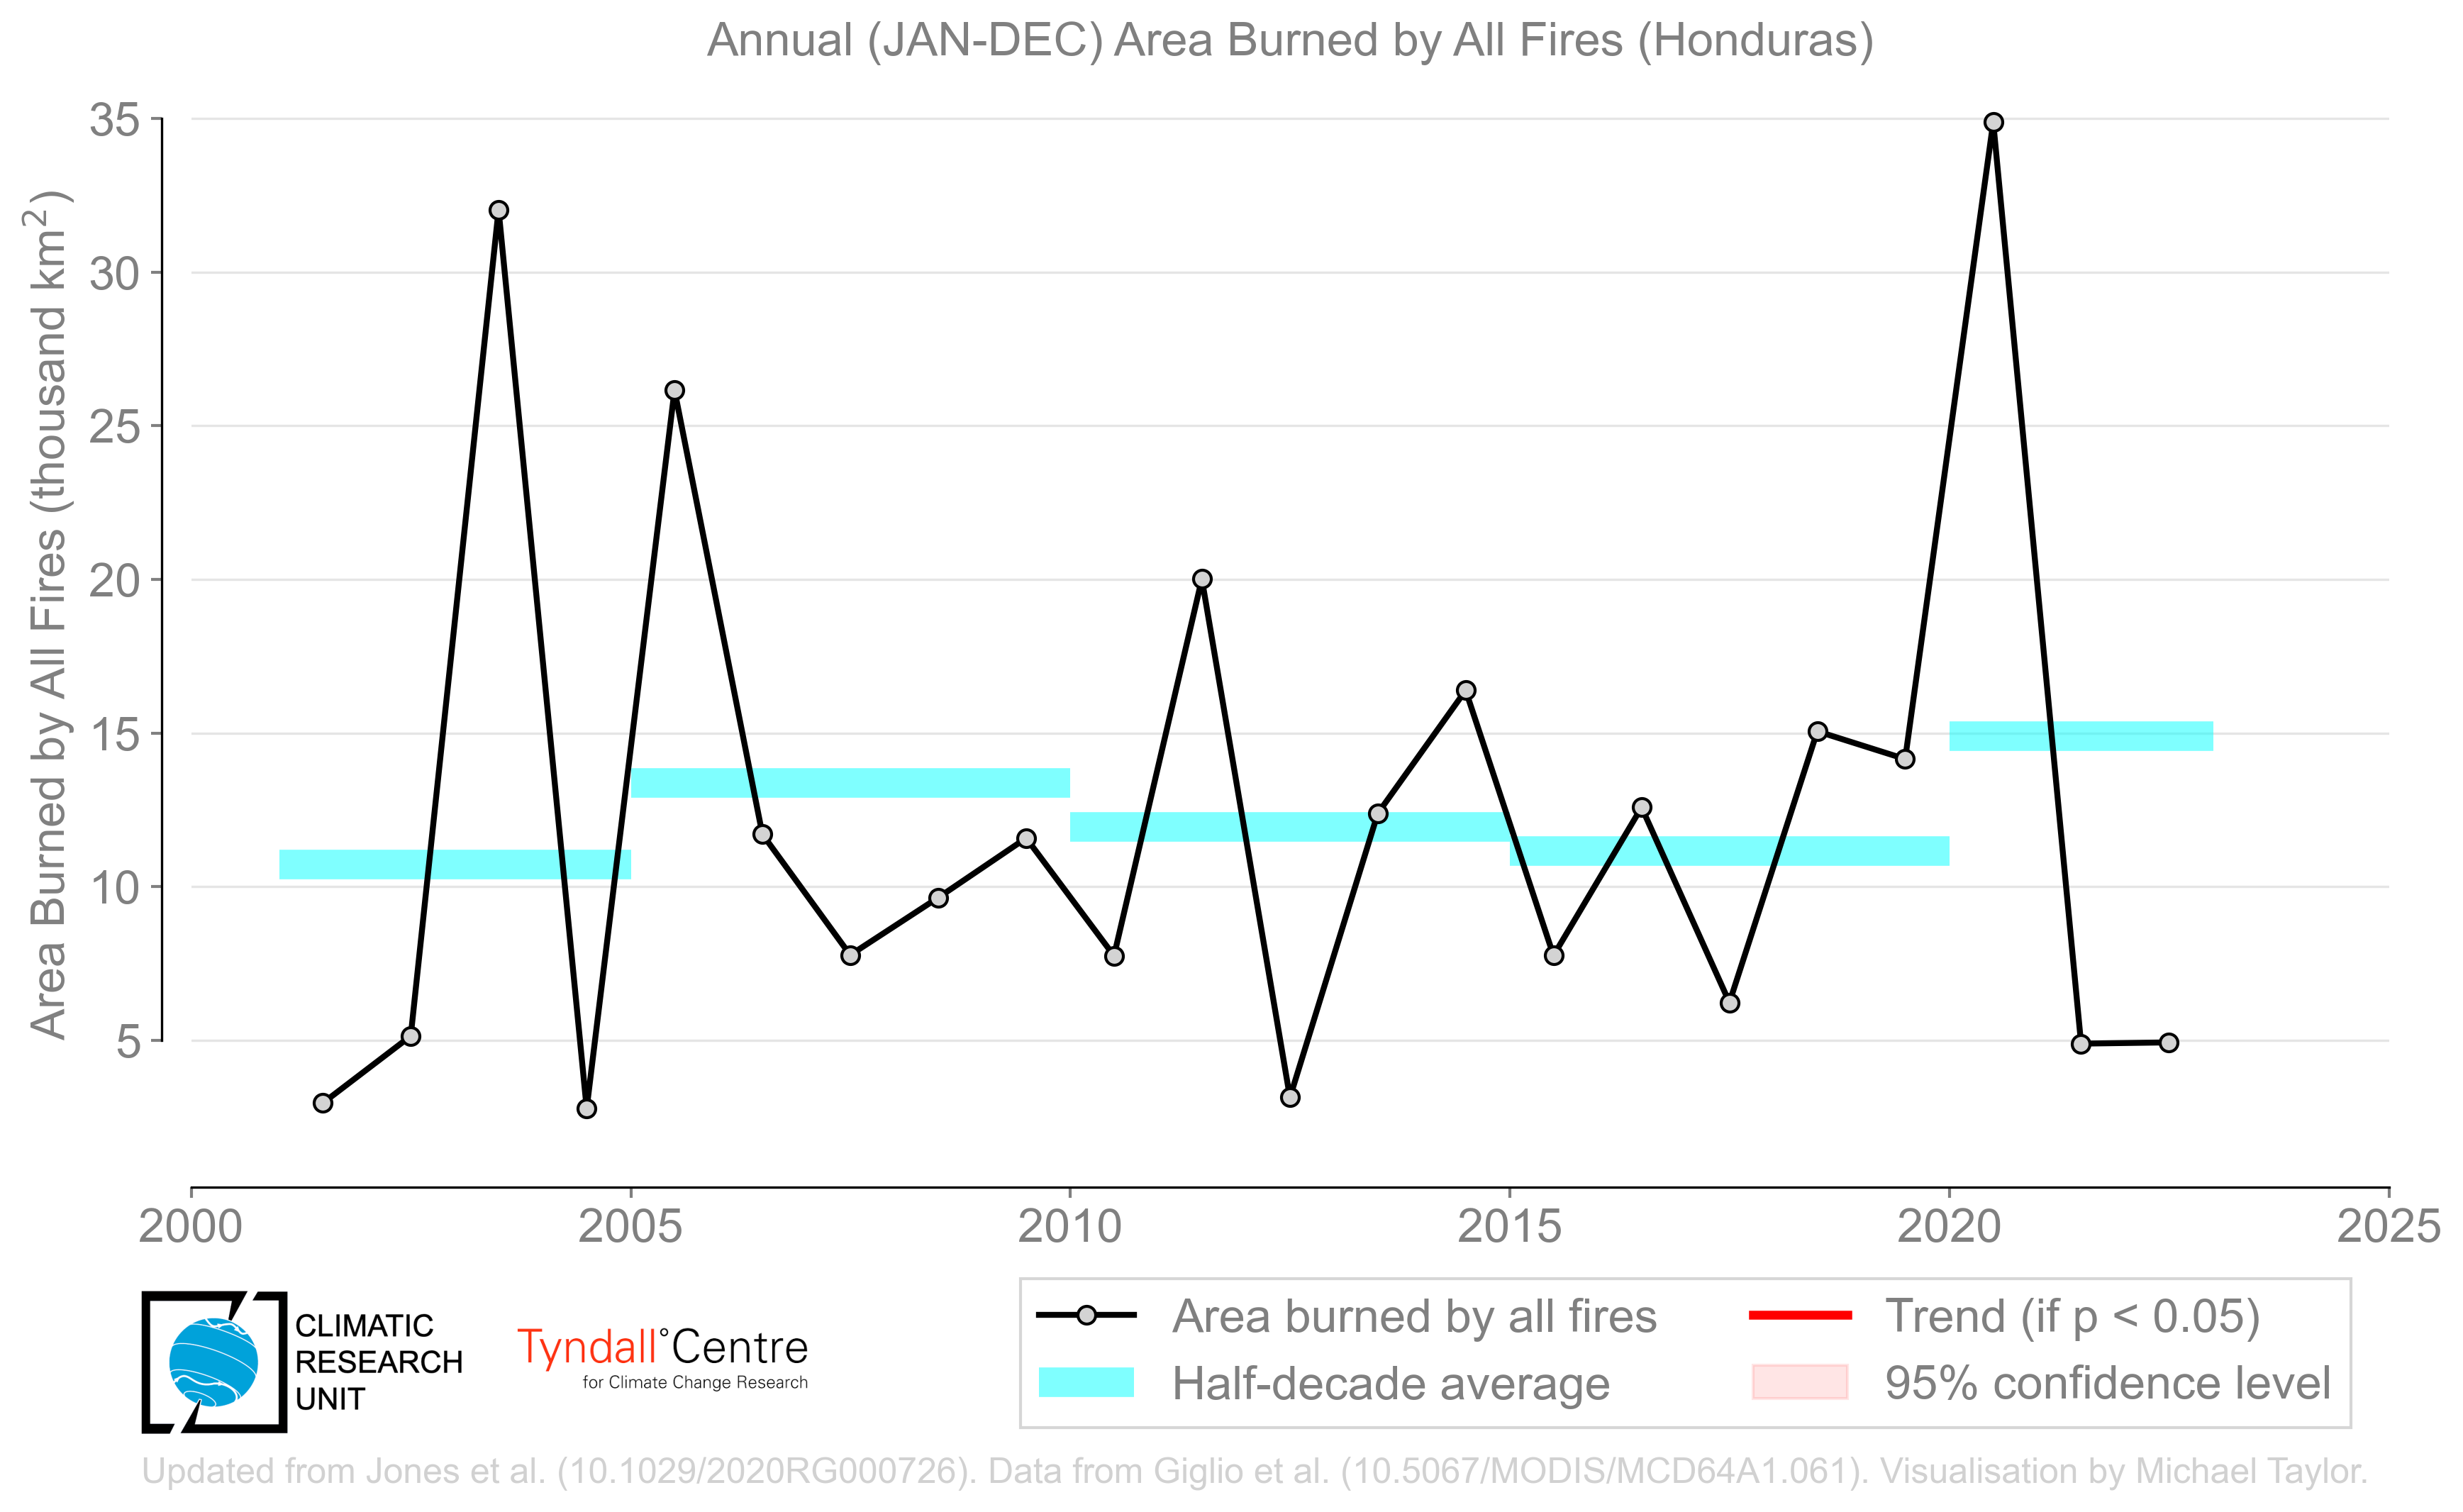 Annual (JAN-DEC) Area Burned by All Fires (Honduras)
Area Burned by All Fires (thousand km²)
35
30
25
20
15
10
5
2000 2005 2010 2015 2020 2025
CLIMATIC
RESEARCH
UNIT
Tyndall°Centre
for Climate Change Research
Area burned by all fires
Half-decade average
Trend (if p < 0.05)
95% confidence level
Updated from Jones et al. (10.1029/2020RG000726). Data from Giglio et al. (10.5067/MODIS/MCD64A1.061). Visualisation by Michael Taylor.